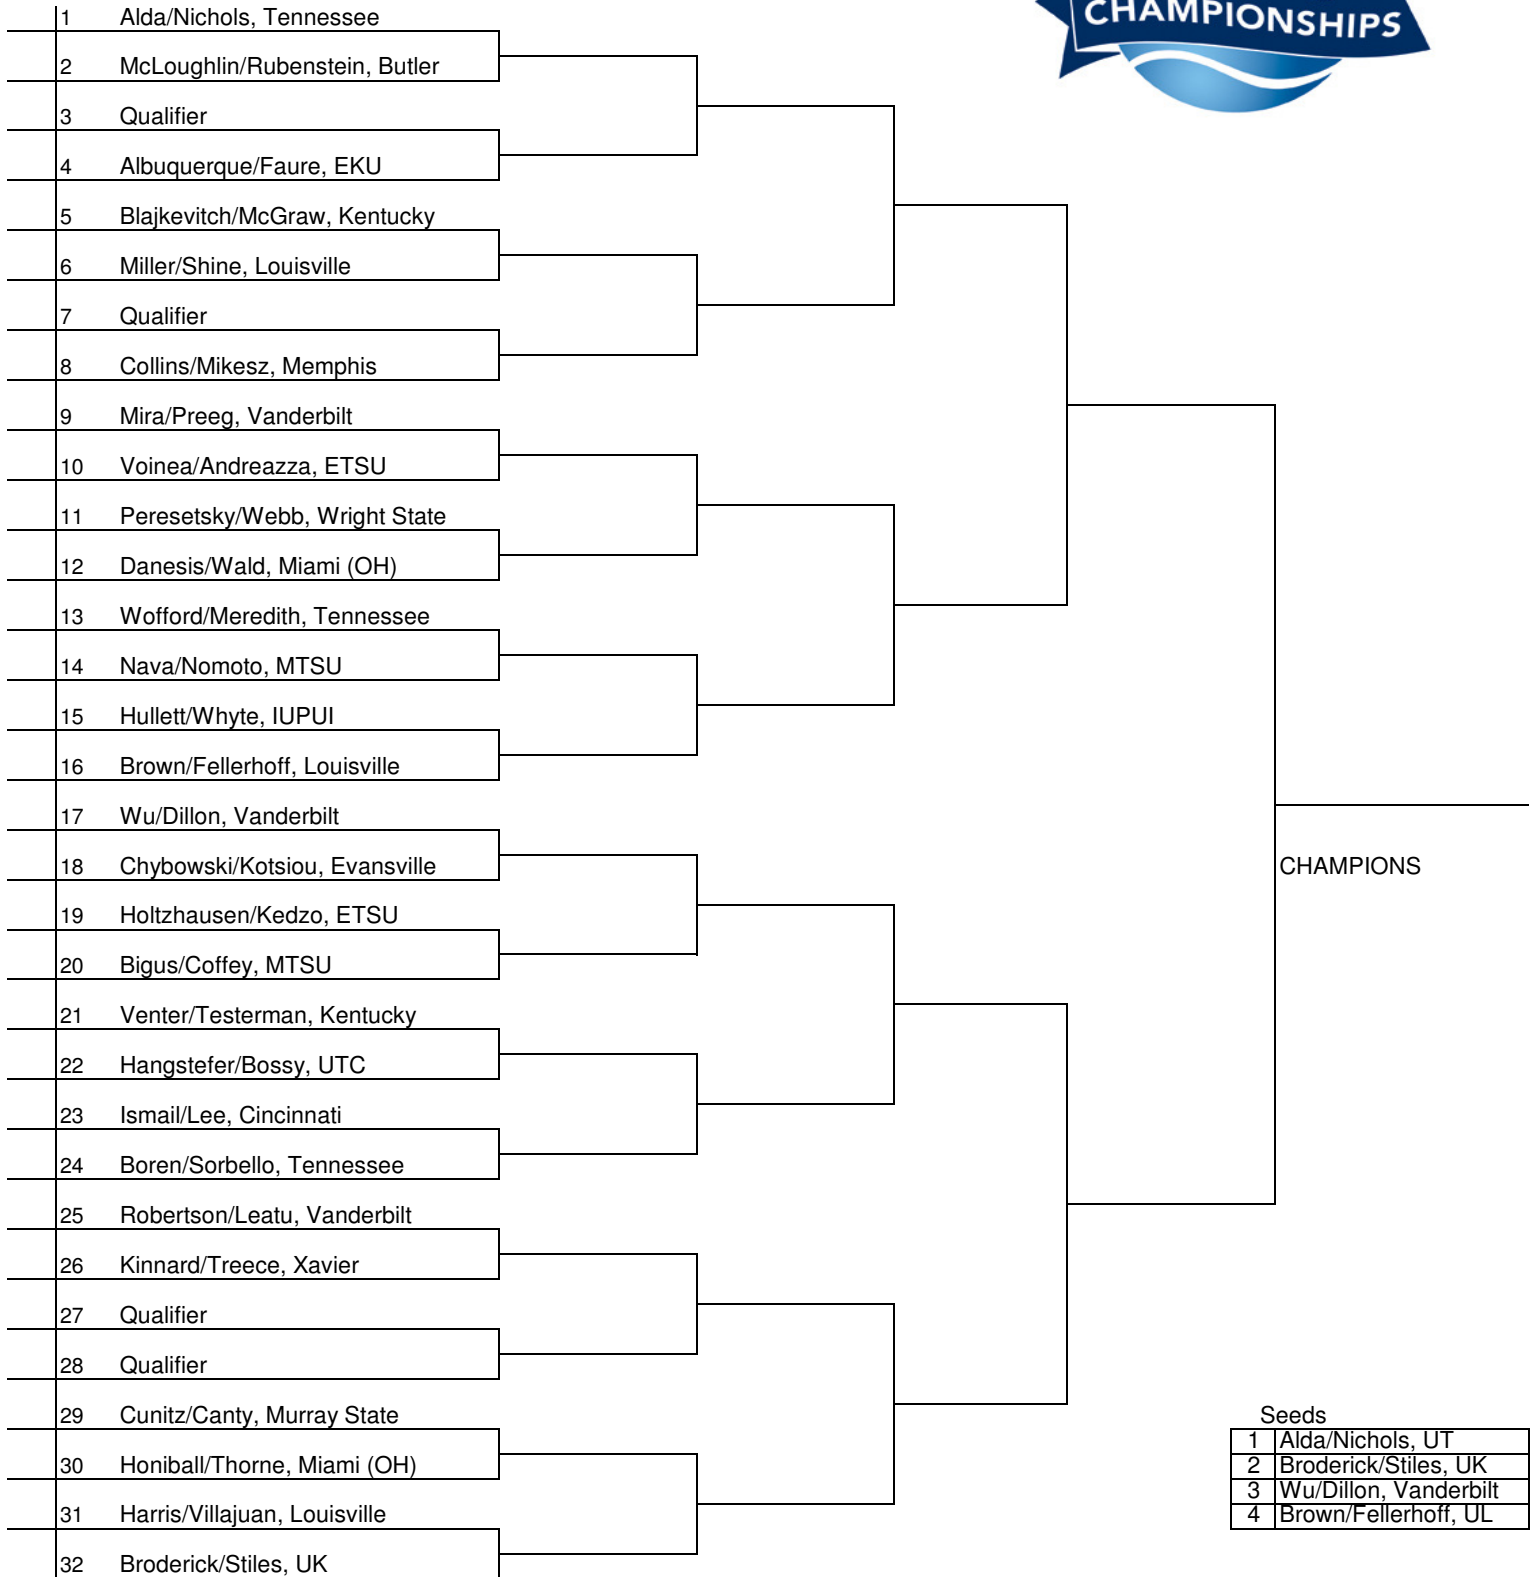 CHAMPIONSHIPS
1 Alda/Nichols, Tennessee
2 McLoughlin/Rubenstein, Butler
3 Qualifier
4 Albuquerque/Faure, EKU
5 Blajkevitch/McGraw, Kentucky
6 Miller/Shine, Louisville
7 Qualifier
8 Collins/Mikesz, Memphis
9 Mira/Preeg, Vanderbilt
10 Voinea/Andreazza, ETSU
11 Peresetsky/Webb, Wright State
12 Danesis/Wald, Miami (OH)
13 Wofford/Meredith, Tennessee
14 Nava/Nomoto, MTSU
15 Hullett/Whyte, IUPUI
16 Brown/Fellerhoff, Louisville
17 Wu/Dillon, Vanderbilt
18 Chybowski/Kotsiou, Evansville
CHAMPIONS
19 Holtzhausen/Kedzo, ETSU
20 Bigus/Coffey, MTSU
21 Venter/Testerman, Kentucky
22 Hangstefer/Bossy, UTC
23 Ismail/Lee, Cincinnati
24 Boren/Sorbello, Tennessee
25 Robertson/Leatu, Vanderbilt
26 Kinnard/Treece, Xavier
27 Qualifier
28 Qualifier
29 Cunitz/Canty, Murray State
30 Honiball/Thorne, Miami (OH)
31 Harris/Villajuan, Louisville
32 Broderick/Stiles, UK
Seeds
1 Alda/Nichols, UT
2 Broderick/Stiles, UK
3 Wu/Dillon, Vanderbilt
4 Brown/Fellerhoff, UL